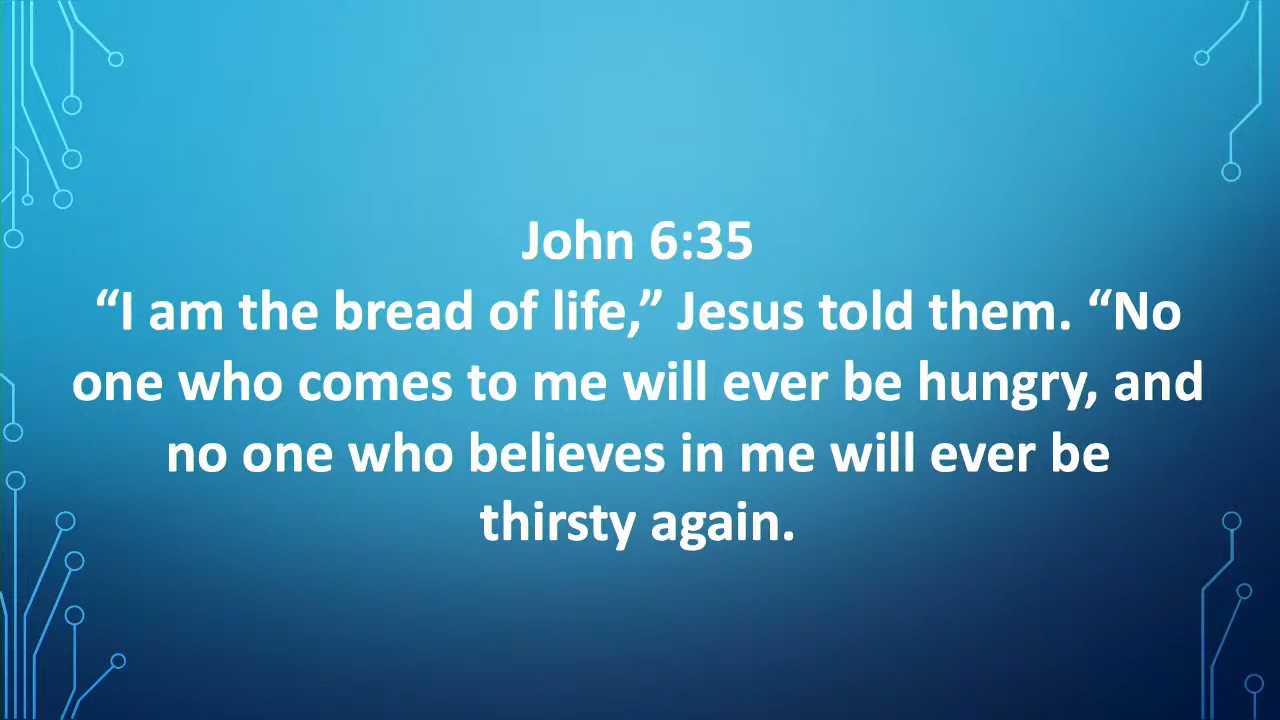 John 6:35
“I am the bread of life,” Jesus told them. “No
one who comes to me will ever be hungry, and
no one who believes in me will ever be
thirsty again.